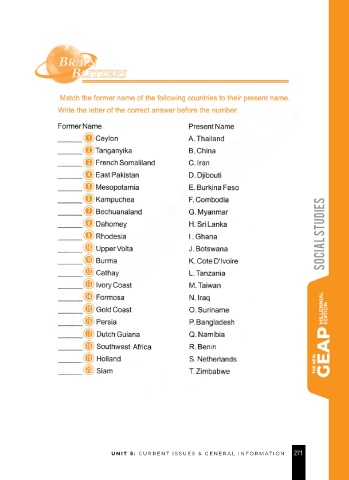 BRAIN
BLITZERS
Match the former name of the following countries to their present name.
Write the letter of the correct answer before the number.
Former Name Present Name
______ 1 Ceylon A. Thailand
______ 2 Tanganyika B. China
______ 3 French Somaliland C. Iran
______ 4 East Pakistan D. Djibouti
______ 5 Mesopotamia E. Burkina Faso
______ 6 Kampuchea F. Combodia
______ 7 Bechuanaland G. Myanmar
______ 8 Dahomey H. Sri Lanka
______ 9 Rhodesia I . Ghana
______ 10 Upper Volta J. Botswana
______ 11 Burma K. Cote D'Ivoire
______ 12 Cathay L. Tanzania
______ 13 Ivory Coast M. Taiwan
______ 14 Formosa N. Iraq
______ 15 Gold Coast O. Suriname
______ 16 Persia P. Bangladesh
______ 17 Dutch Guiana Q. Namibia
______ 18 Southwest Africa R. Benin
______ 19 Holland S. Netherlands
______ 20 Siam T. Zimbabwe
SOCIAL STUDIES
THE NEW
GEAP MILLENNIAL
EDITION
UNIT 5: CURRENT ISSUES & GENERAL INFORMATION 271